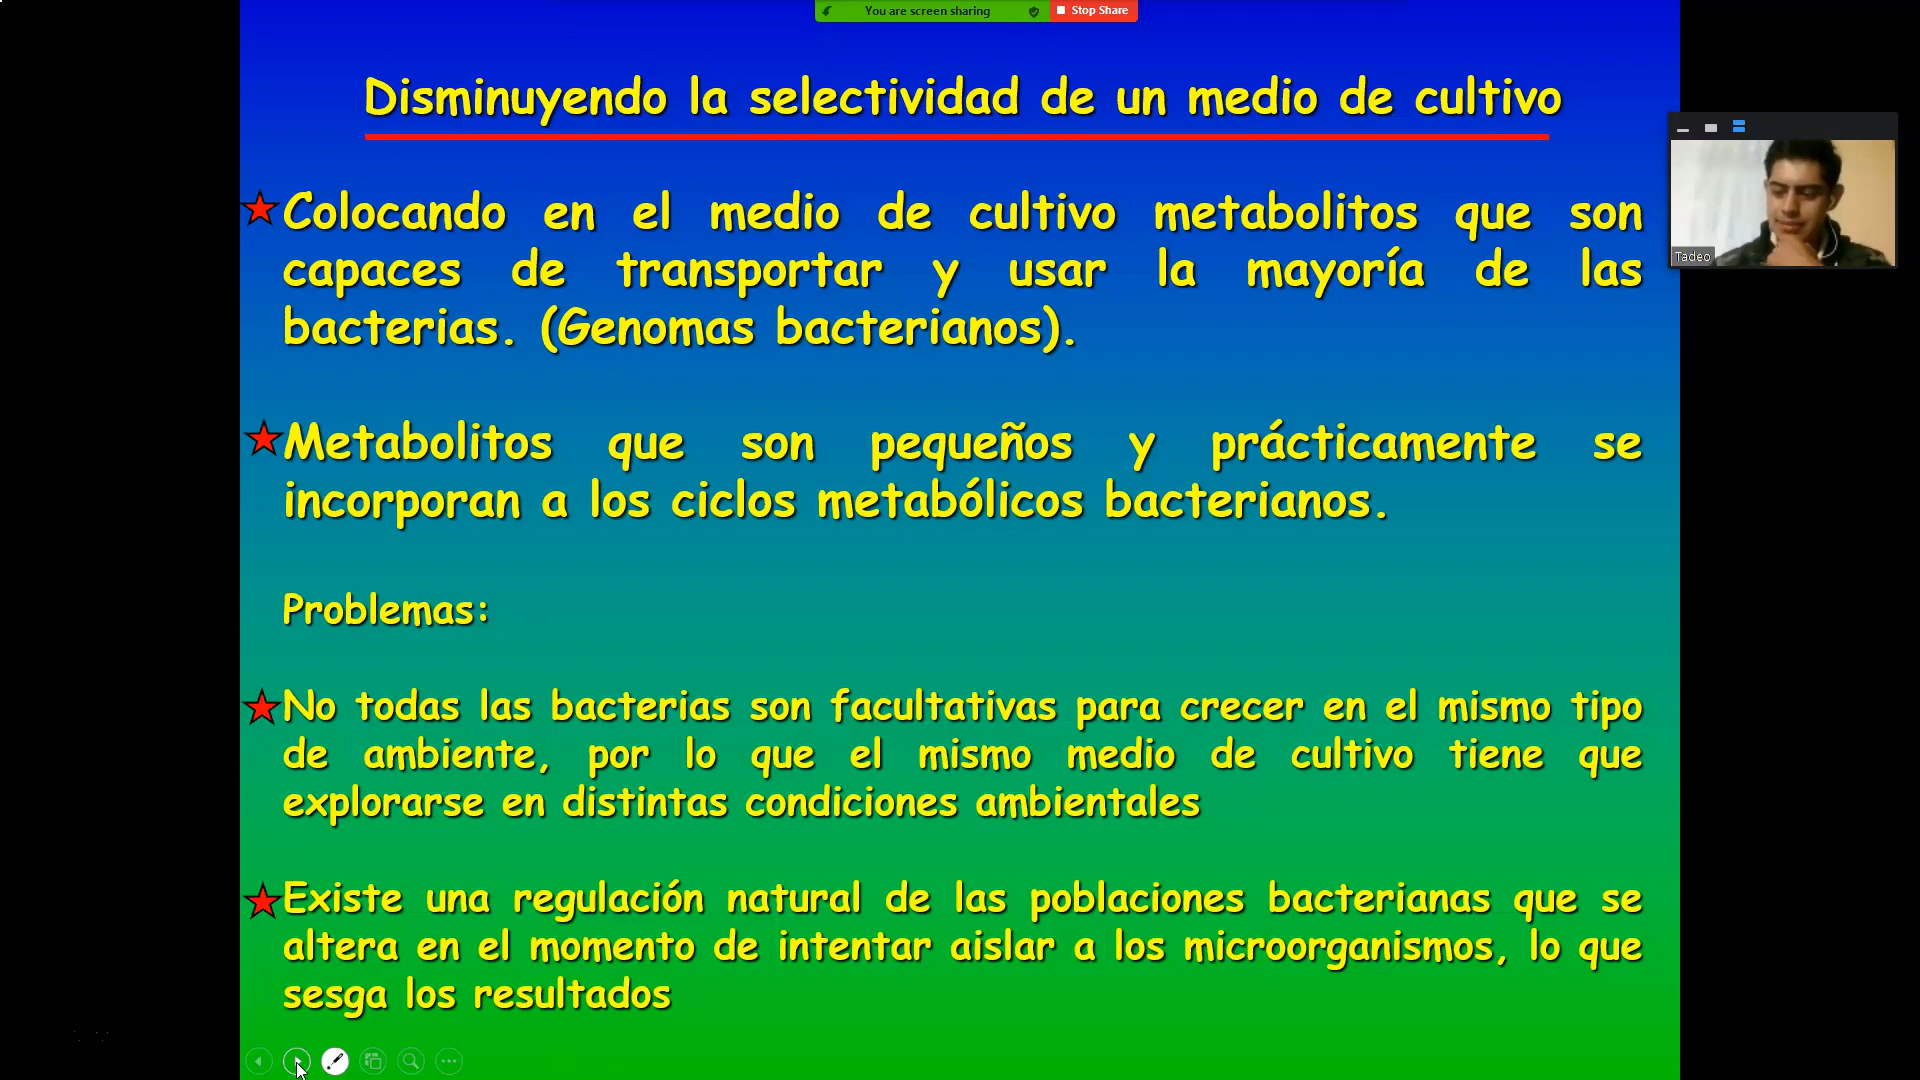 You are screen sharing
Stop Share
Disminuyendo la selectividad de un medio de cultivo
Colocando en el medio de cultivo metabolitos que son
capaces de transportar y usar la mayoría de las
bacterias. (Genomas bacterianos).
Metabolitos que son pequeños y prácticamente se
incorporan a los ciclos metabólicos bacterianos.
Problemas:
No todas las bacterias son facultativas para crecer en el mismo tipo
de ambiente, por lo que el mismo medio de cultivo tiene que
explorarse en distintas condiciones ambientales
Existe una regulación natural de las poblaciones bacterianas que se
altera en el momento de intentar aislar a los microorganismos, lo que
sesga los resultados
Tadeo